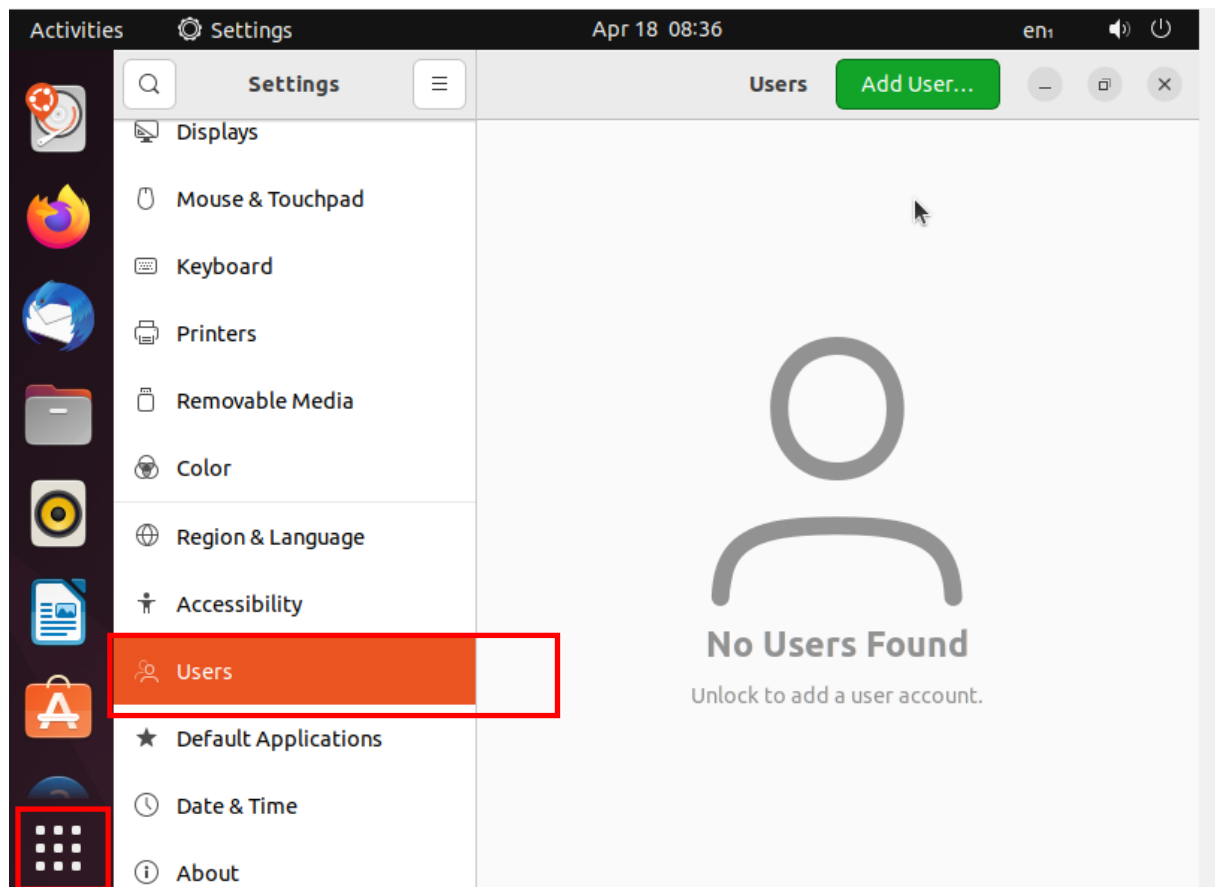 Activities Settings Apr 18 08:36 en₁
Settings Users Add User...
Displays
Mouse & Touchpad
Keyboard
Printers
Removable Media
Color
Region & Language
Accessibility
Users
Default Applications
Date & Time
About
No Users Found
Unlock to add a user account.